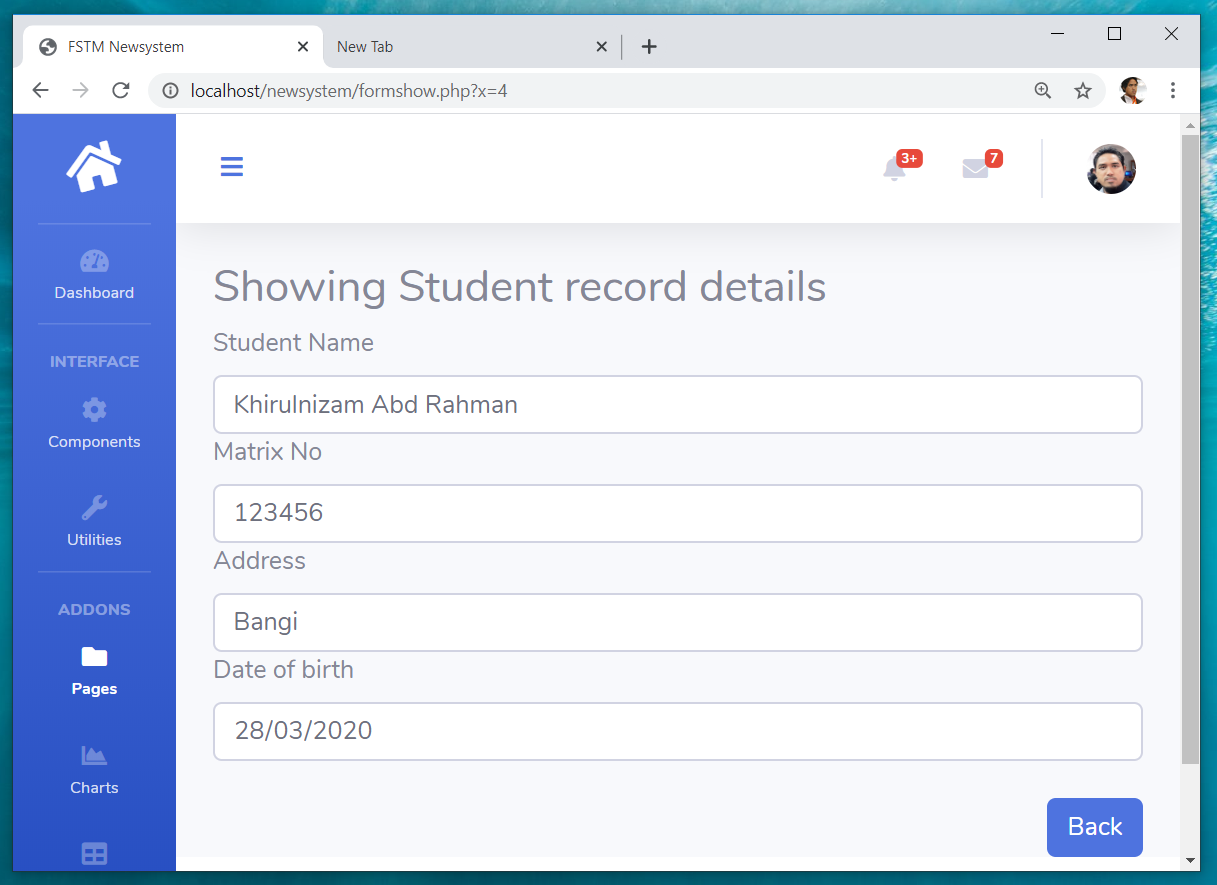 FSTM Newsystem
New Tab
localhost/newsystem/formshow.php?x=4
3+
7
Dashboard
INTERFACE
Components
Utilities
ADDONS
Pages
Charts
Showing Student record details
Student Name
Khirulnizam Abd Rahman
Matrix No
123456
Address
Bangi
Date of birth
28/03/2020
Back